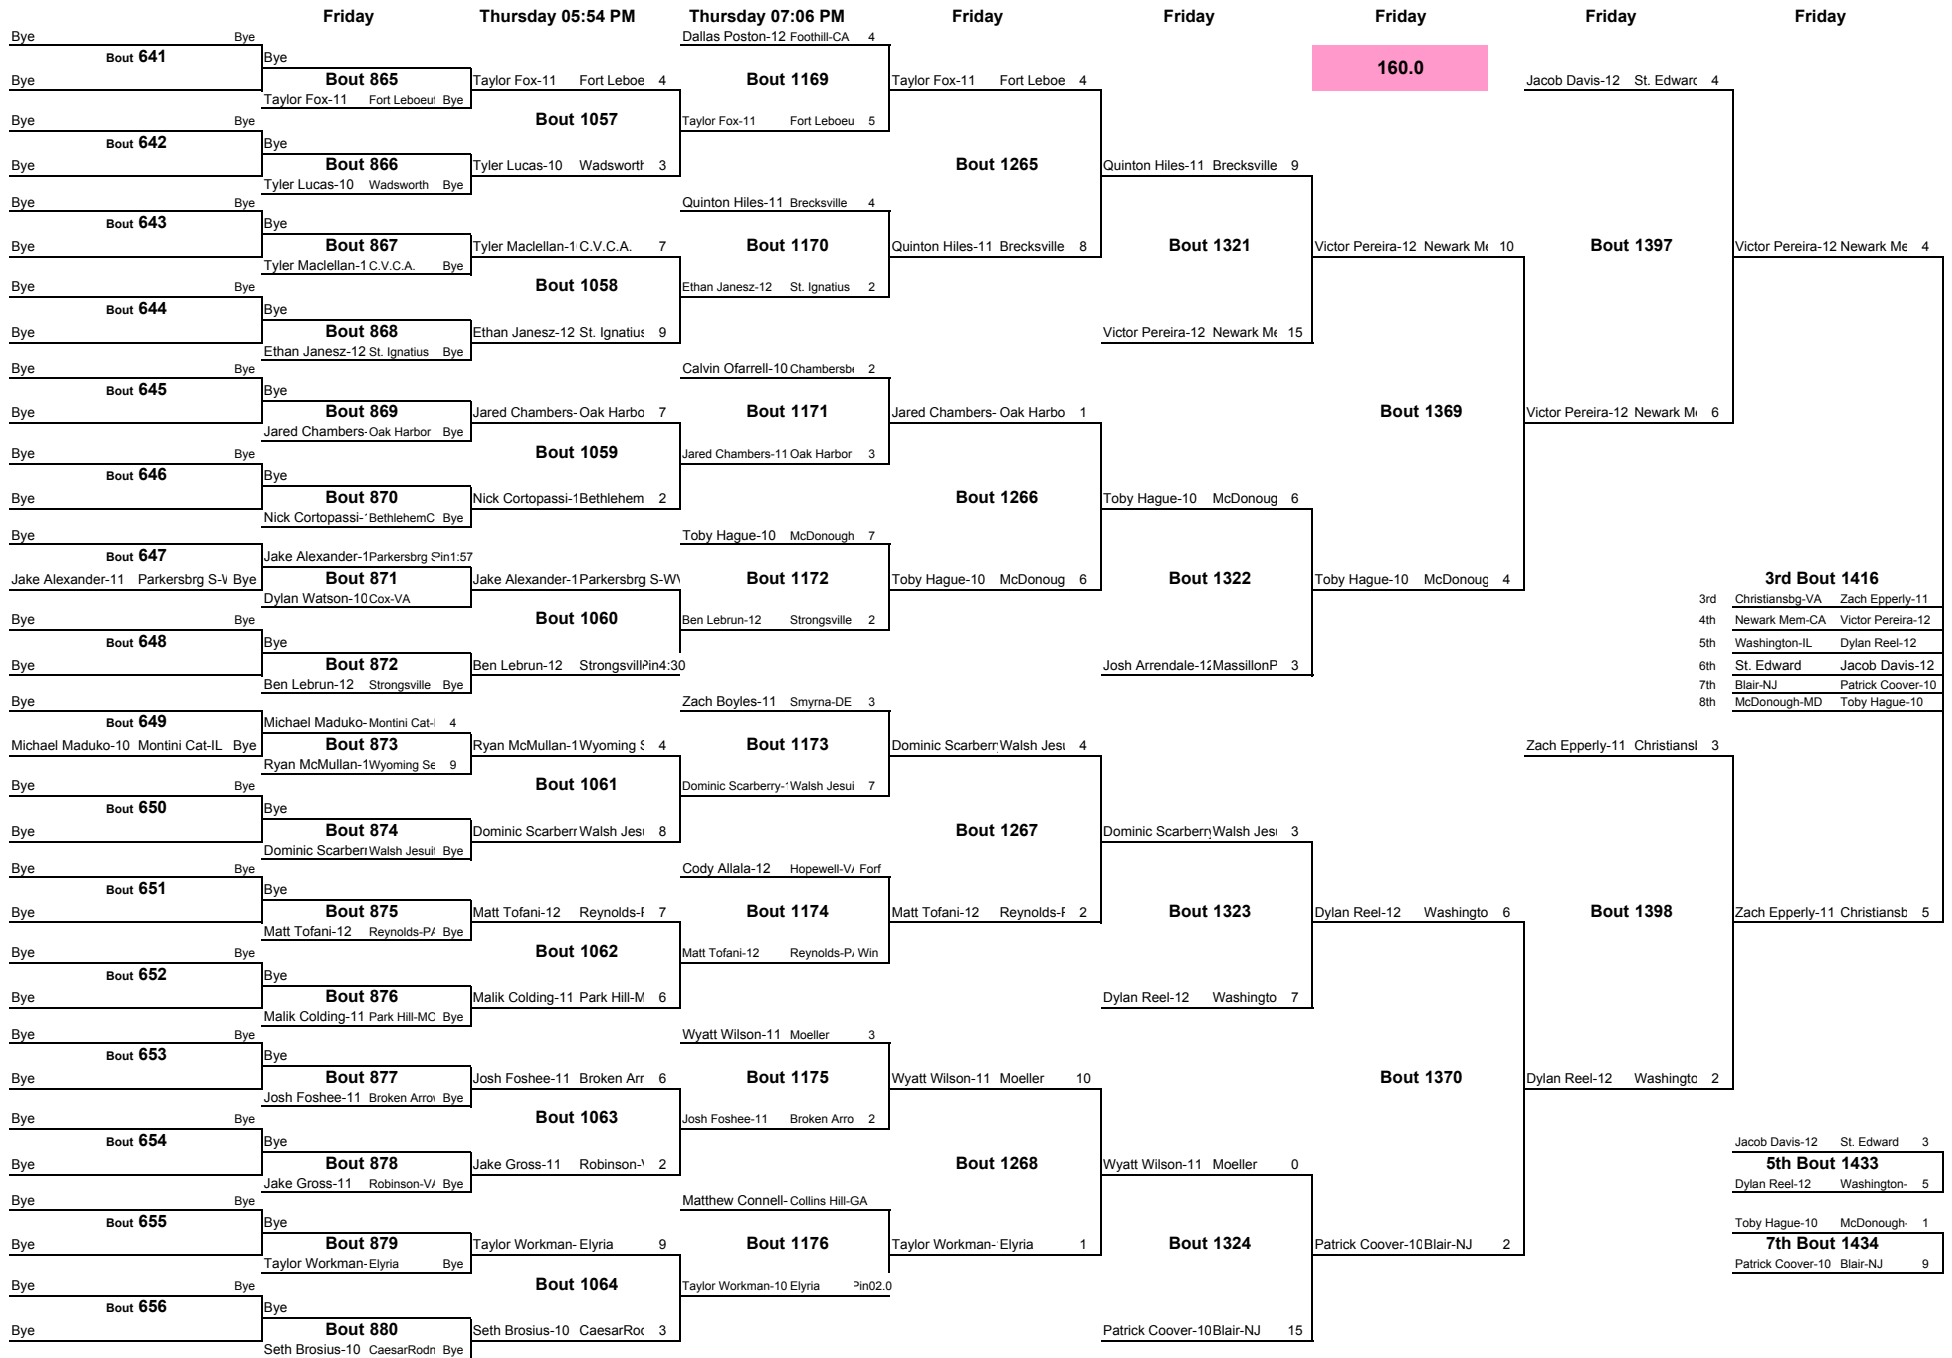 Friday Thursday 05:54 PM Thursday 07:06 PM Friday Friday Friday Friday Friday
160.0
Bye Bye
Bout 641
Bye
Bye Bye
Bout 642
Bye
Bye Bye
Bout 643
Bye
Bye Bye
Bout 644
Bye
Bye Bye
Bout 645
Bye
Bye Bye
Bout 646
Bye
Bye
Bout 647
Jake Alexander-11 Parkersbrg S-V Bye
Bye Bye
Bout 648
Bye
Bye
Bout 649
Michael Maduko-10 Montini Cat-IL Bye
Bye Bye
Bout 650
Bye
Bye Bye
Bout 651
Bye
Bye Bye
Bout 652
Bye
Bye Bye
Bout 653
Bye
Bye Bye
Bout 654
Bye
Bye Bye
Bout 655
Bye
Bye Bye
Bout 656
Bye
Bye
Bout 865
Taylor Fox-11 Fort Leboeuf Bye
Bye
Bout 866
Tyler Lucas-10 Wadsworth Bye
Bye
Bout 867
Tyler Maclellan-1 C.V.C.A. Bye
Bye
Bout 868
Ethan Janesz-12 St. Ignatius Bye
Bye
Bout 869
Jared Chambers- Oak Harbor Bye
Bye
Bout 870
Nick Cortopassi- BethlehemC Bye
Jake Alexander-1 Parkersbrg S Pin1:57
Bout 871
Dylan Watson-10 Cox-VA
Bye
Bout 872
Ben Lebrun-12 Strongsville Bye
Michael Maduko- Montini Cat- 4
Bout 873
Ryan McMullan-1 Wyoming Se 9
Bye
Bout 874
Dominic Scarberr Walsh Jesuit Bye
Bye
Bout 875
Matt Tofani-12 Reynolds-PA Bye
Bye
Bout 876
Malik Colding-11 Park Hill-MO Bye
Bye
Bout 877
Josh Foshee-11 Broken Arrow Bye
Bye
Bout 878
Jake Gross-11 Robinson-VA Bye
Bye
Bout 879
Taylor Workman- Elyria Bye
Bye
Bout 880
Seth Brosius-10 CaesarRodn Bye
Taylor Fox-11 Fort Leboe 4
Bout 1057
Tyler Lucas-10 Wadsworth 3
Tyler Maclellan-1 C.V.C.A. 7
Bout 1058
Ethan Janesz-12 St. Ignatius 9
Jared Chambers- Oak Harbo 7
Bout 1059
Nick Cortopassi-1 Bethlehem 2
Jake Alexander-1 Parkersbrg S-WV
Bout 1060
Ben Lebrun-12 Strongsvill Pin4:30
Ryan McMullan-1 Wyoming S 4
Bout 1061
Dominic Scarberr Walsh Jesu 8
Matt Tofani-12 Reynolds-P 7
Bout 1062
Malik Colding-11 Park Hill-M 6
Josh Foshee-11 Broken Arr 6
Bout 1063
Jake Gross-11 Robinson-V 2
Taylor Workman- Elyria 9
Bout 1064
Seth Brosius-10 CaesarRod 3
Dallas Poston-12 Foothill-CA 4
Bout 1169
Taylor Fox-11 Fort Leboeu 5
Quinton Hiles-11 Brecksville 4
Bout 1170
Ethan Janesz-12 St. Ignatius 2
Calvin Ofarrell-10 Chambersbu 2
Bout 1171
Jared Chambers-11 Oak Harbor 3
Toby Hague-10 McDonough 7
Bout 1172
Ben Lebrun-12 Strongsville 2
Zach Boyles-11 Smyrna-DE 3
Bout 1173
Dominic Scarberry-1 Walsh Jesui 7
Cody Allala-12 Hopewell-VA Forf
Bout 1174
Matt Tofani-12 Reynolds-PA Win
Wyatt Wilson-11 Moeller 3
Bout 1175
Josh Foshee-11 Broken Arro 2
Matthew Connell- Collins Hill-GA
Bout 1176
Taylor Workman-10 Elyria Pin02.0
Taylor Fox-11 Fort Leboe 4
Bout 1265
Quinton Hiles-11 Brecksville 8
Jared Chambers- Oak Harbo 1
Bout 1266
Toby Hague-10 McDonoug 6
Dominic Scarberry Walsh Jesu 4
Bout 1267
Matt Tofani-12 Reynolds-P 2
Wyatt Wilson-11 Moeller 10
Bout 1268
Taylor Workman- Elyria 1
Quinton Hiles-11 Brecksville 9
Bout 1321
Victor Pereira-12 Newark Me 15
Toby Hague-10 McDonoug 6
Bout 1322
Josh Arrendale-12 MassillonP 3
Dominic Scarberry Walsh Jesu 3
Bout 1323
Dylan Reel-12 Washingto 7
Wyatt Wilson-11 Moeller 0
Bout 1324
Patrick Coover-10 Blair-NJ 15
Victor Pereira-12 Newark Me 10
Bout 1369
Toby Hague-10 McDonoug 4
Dylan Reel-12 Washingto 6
Bout 1370
Patrick Coover-10 Blair-NJ 2
Jacob Davis-12 St. Edward 4
Bout 1397
Victor Pereira-12 Newark Me 6
Zach Epperly-11 Christiansb 3
Bout 1398
Dylan Reel-12 Washingto 2
Victor Pereira-12 Newark Me 4
3rd Bout 1416
3rd Christiansbg-VA Zach Epperly-11
4th Newark Mem-CA Victor Pereira-12
5th Washington-IL Dylan Reel-12
6th St. Edward Jacob Davis-12
7th Blair-NJ Patrick Coover-10
8th McDonough-MD Toby Hague-10
Zach Epperly-11 Christiansb 5
Jacob Davis-12 St. Edward 3
5th Bout 1433
Dylan Reel-12 Washington- 5
Toby Hague-10 McDonough- 1
7th Bout 1434
Patrick Coover-10 Blair-NJ 9